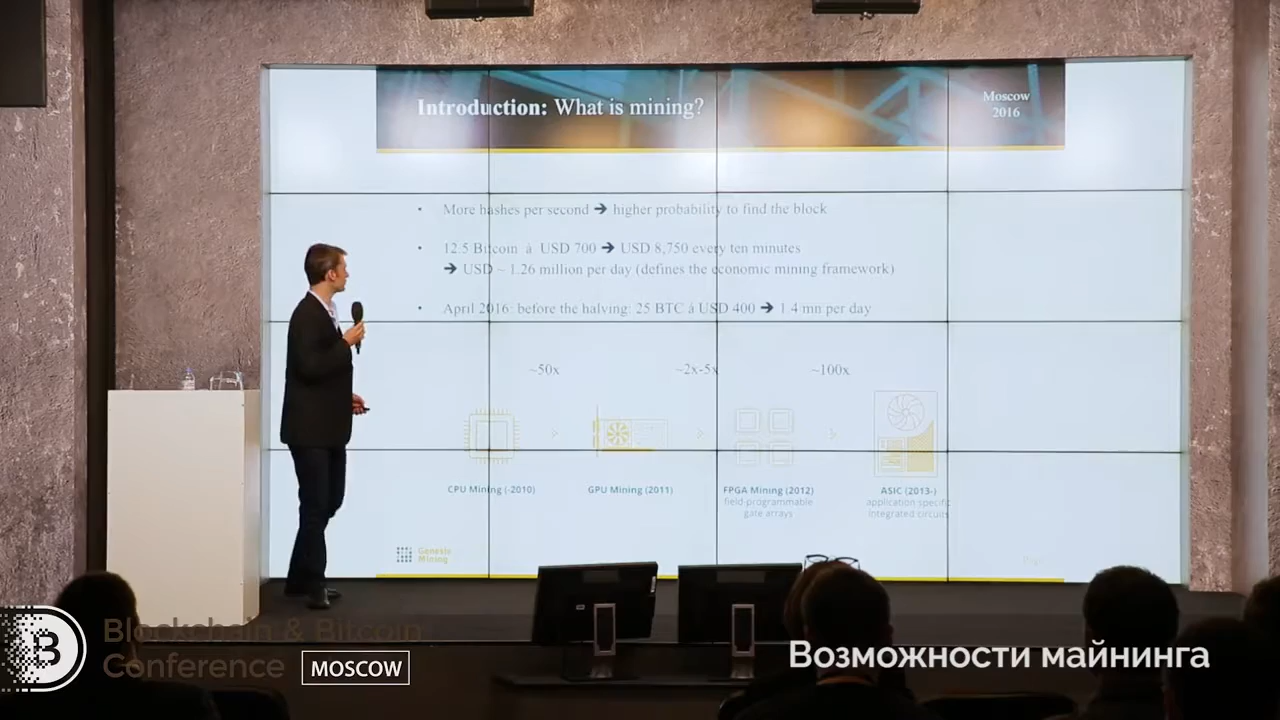 Introduction: What is mining?
Moscow
2016
• More hashes per second ➔ higher probability to find the block
• 12.5 Bitcoin á USD 700 ➔ USD 8,750 every ten minutes
➔ USD ~ 1.26 million per day (defines the economic mining framework)
• April 2016: before the halving: 25 BTC á USD 400 ➔ 1.4 mn per day
~50x
~2x-5x
~100x
CPU Mining (-2010)
GPU Mining (2011)
FPGA Mining (2012)
field-programmable
gate arrays
ASIC (2013-)
application specific
integrated circuits
Genesis
Mining
Blockchain & Bitcoin
Conference
MOSCOW
Возможности майнинга